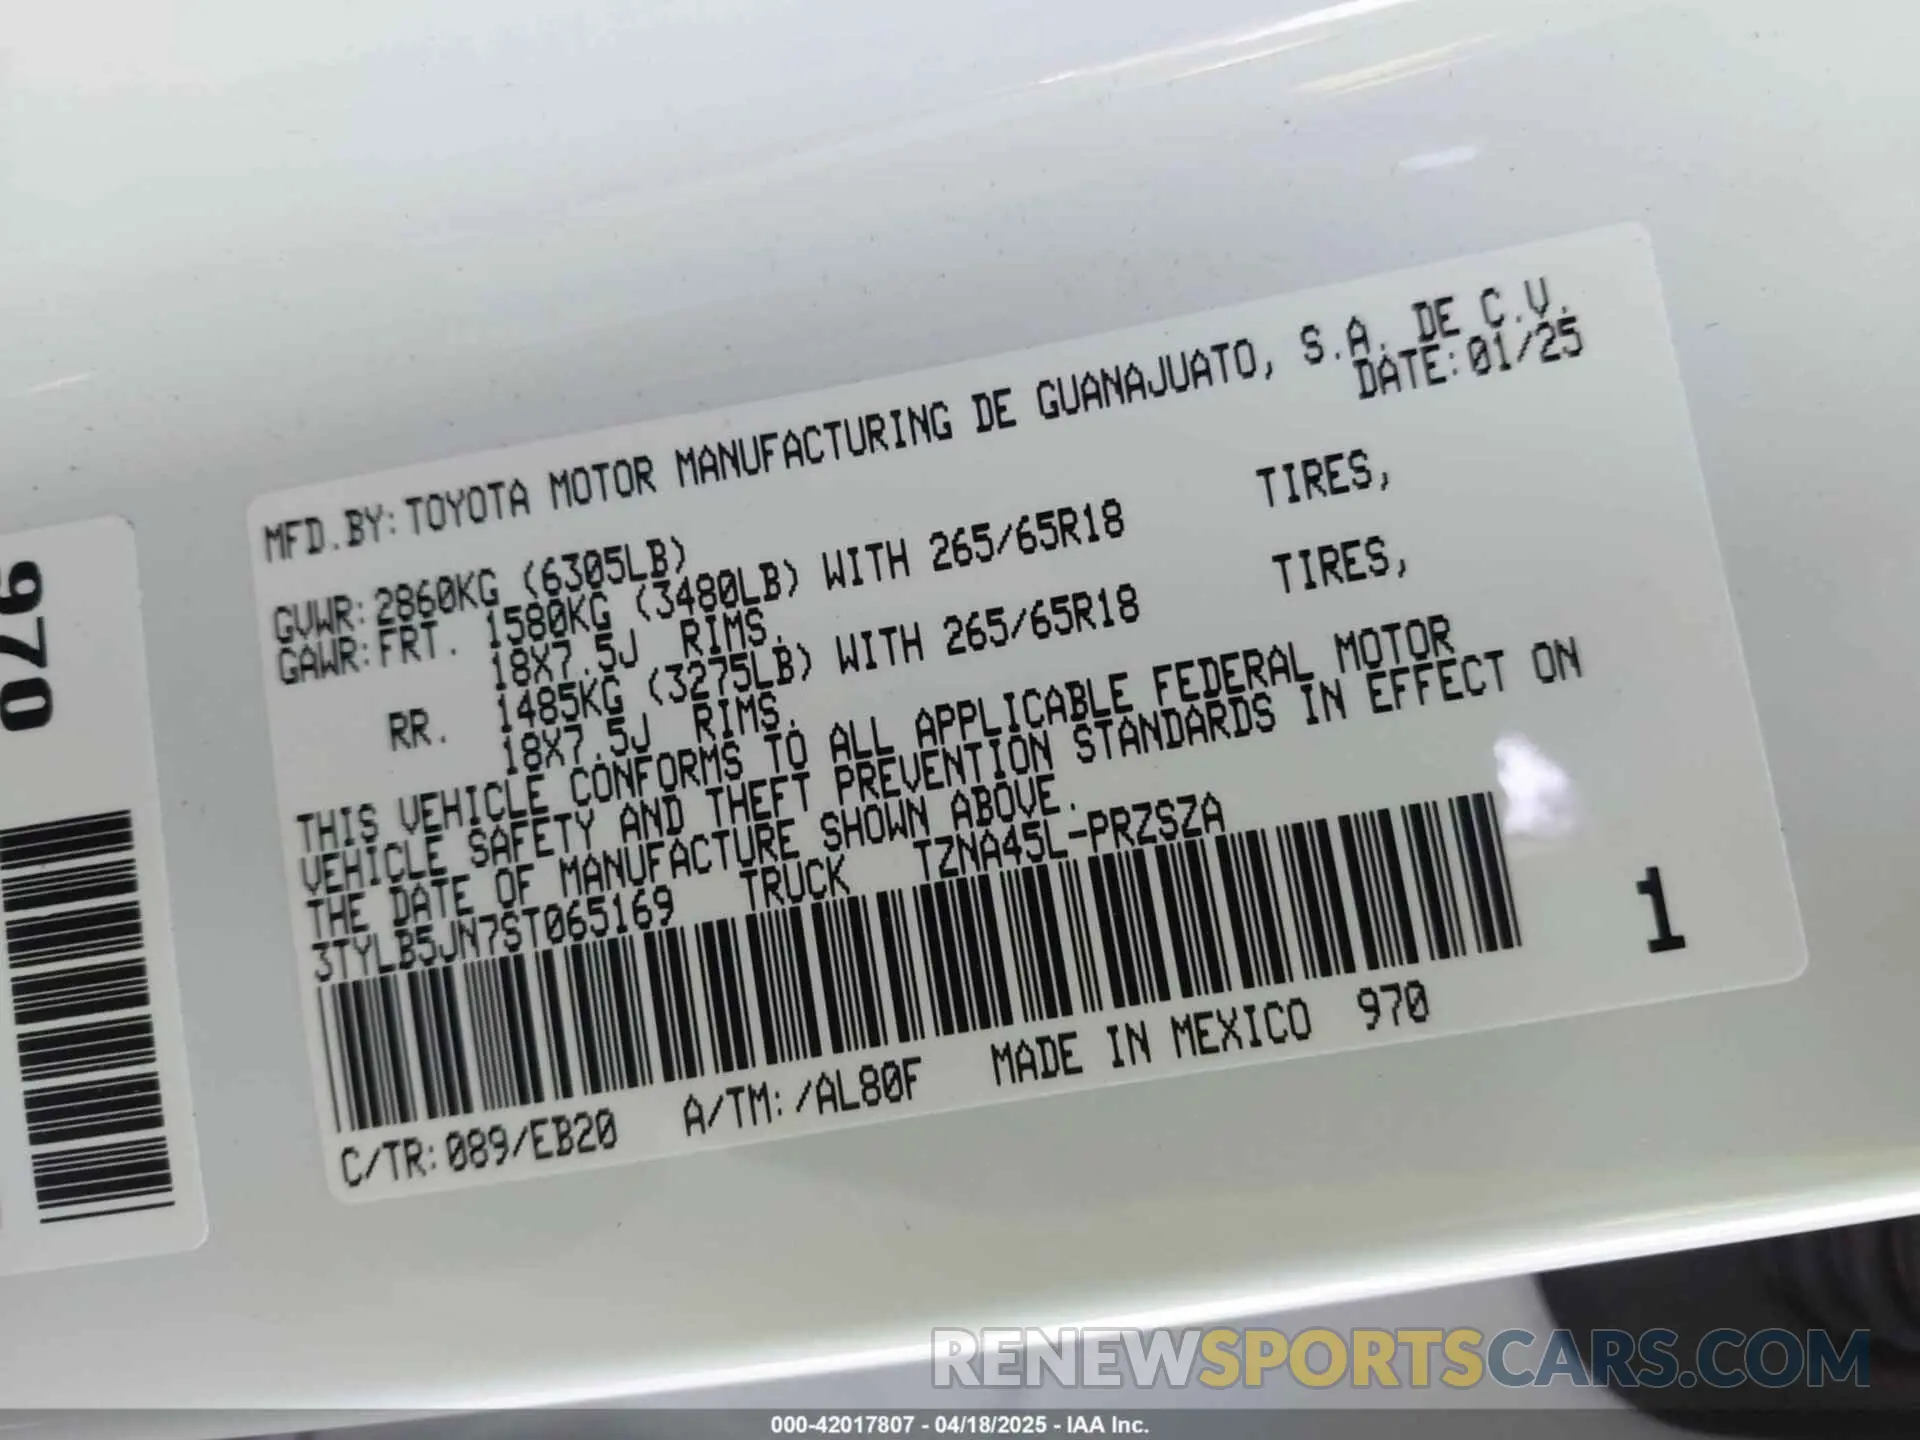 MFD.BY:TOYOTA MOTOR MANUFACTURING DE GUANAJUATO, S.A. DE C.V.
DATE:01/25
GVWR:2860KG (6305LB)
GAWR:FRT. 1580KG (3480LB) WITH 265/65R18 TIRES,
18X7.5J RIMS.
RR. 1485KG (3275LB) WITH 265/65R18 TIRES,
18X7.5J RIMS.
THIS VEHICLE CONFORMS TO ALL APPLICABLE FEDERAL MOTOR
VEHICLE SAFETY AND THEFT PREVENTION STANDARDS IN EFFECT ON
THE DATE OF MANUFACTURE SHOWN ABOVE.
3TYLB5JN7ST065169 TRUCK TZNA45L-PRZSZA
1
C/TR:089/EB20 A/TM:/AL80F MADE IN MEXICO 970
970
RENEWSPORTSCARS.COM
000-42017807 - 04/18/2025 - IAA Inc.